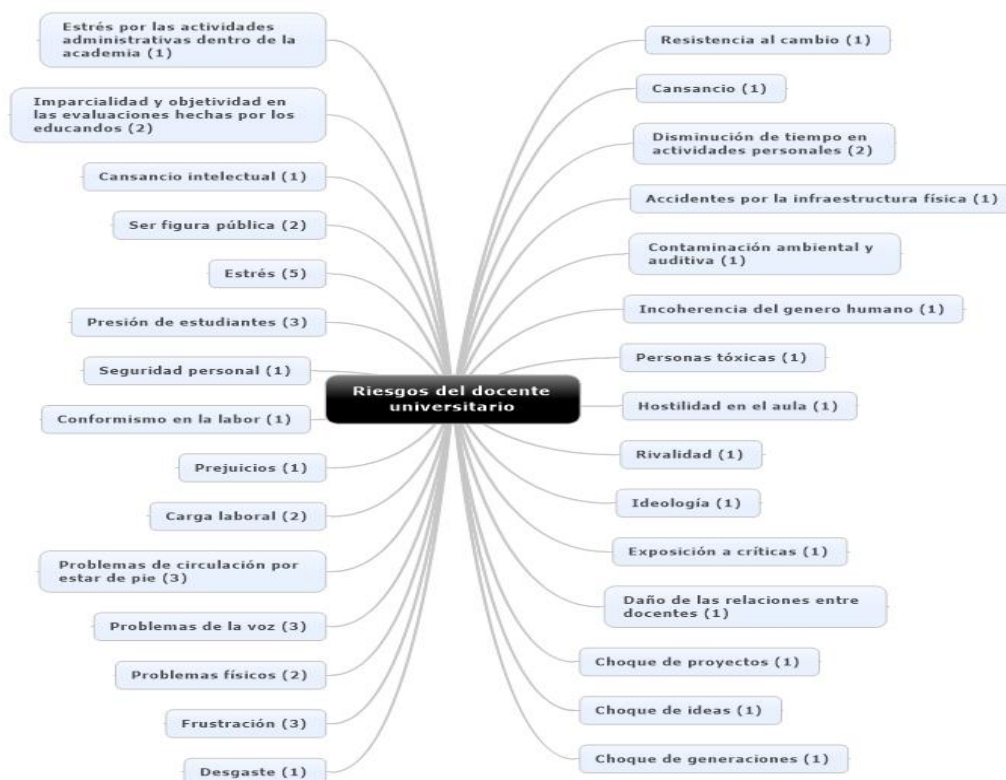 Estrés por las actividades
administrativas dentro de la
academia (1)
Imparcialidad y objetividad en
las evaluaciones hechas por los
educandos (2)
Cansancio intelectual (1)
Ser figura pública (2)
Estrés (5)
Presión de estudiantes (3)
Seguridad personal (1)
Conformismo en la labor (1)
Prejuicios (1)
Carga laboral (2)
Problemas de circulación por
estar de pie (3)
Problemas de la voz (3)
Problemas físicos (2)
Frustración (3)
Desgaste (1)
Riesgos del docente
universitario
Resistencia al cambio (1)
Cansancio (1)
Disminución de tiempo en
actividades personales (2)
Accidentes por la infraestructura física (1)
Contaminación ambiental y
auditiva (1)
Incoherencia del genero humano (1)
Personas tóxicas (1)
Hostilidad en el aula (1)
Rivalidad (1)
Ideología (1)
Exposición a críticas (1)
Daño de las relaciones entre
docentes (1)
Choque de proyectos (1)
Choque de ideas (1)
Choque de generaciones (1)